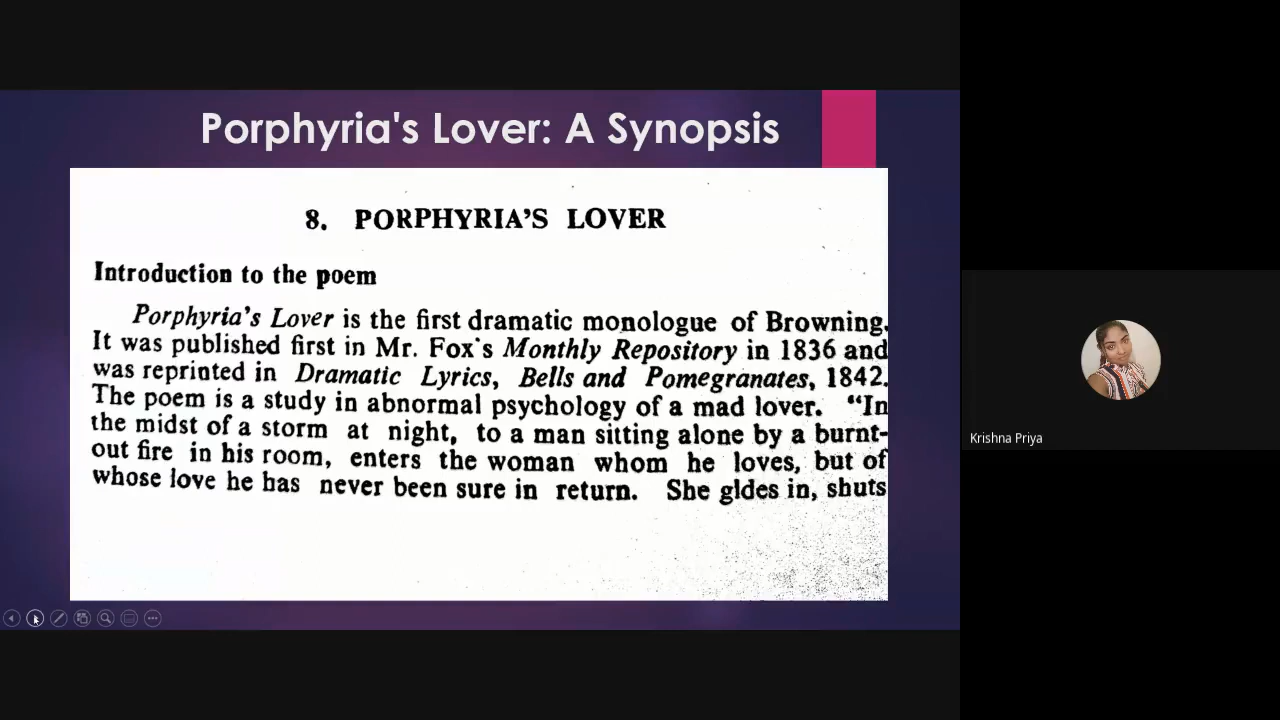 Porphyria's Lover: A Synopsis
8. PORPHYRIA'S LOVER
Introduction to the poem
Porphyria's Lover is the first dramatic monologue of Browning.
It was published first in Mr. Fox's Monthly Repository in 1836 and
was reprinted in Dramatic Lyrics, Bells and Pomegranates, 1842.
The poem is a study in abnormal psychology of a mad lover. "In
the midst of a storm at night, to a man sitting alone by a burnt-
out fire in his room, enters the woman whom he loves, but of
whose love he has never been sure in return. She gldes in, shuts
Krishna Priya